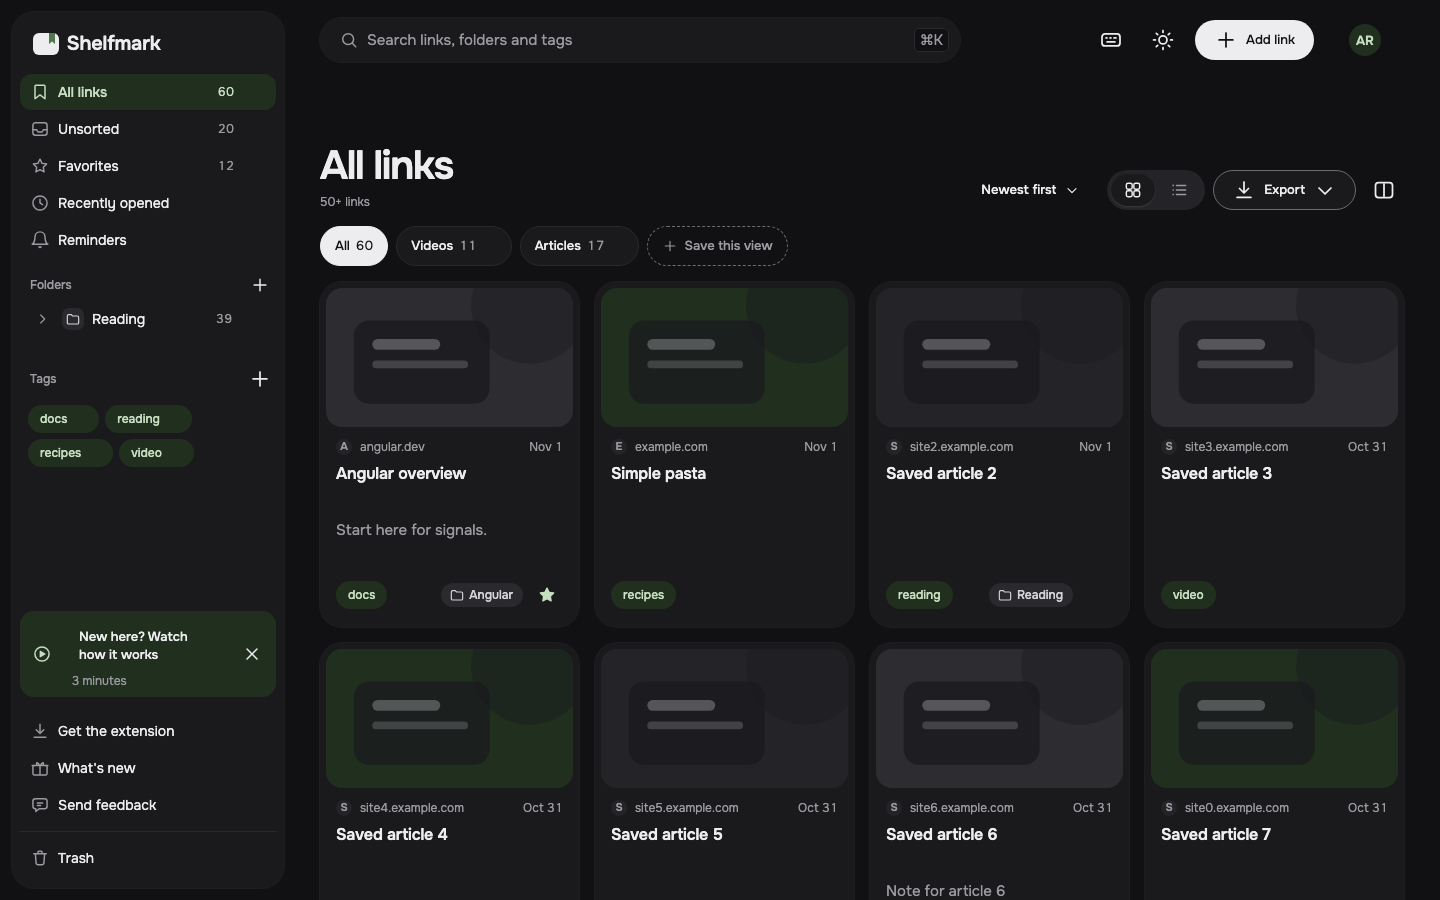 Shelfmark
All links 60
Unsorted 20
Favorites 12
Recently opened
Reminders
Folders
Reading 39
Tags
docs reading
recipes video
New here? Watch
how it works
3 minutes
Get the extension
What's new
Send feedback
Trash
Search links, folders and tags ⌘K
Add link
AR
All links
50+ links
Newest first
Export
All 60
Videos 11
Articles 17
Save this view
A angular.dev Nov 1
Angular overview
Start here for signals.
docs Angular
E example.com Nov 1
Simple pasta
recipes
S site2.example.com Nov 1
Saved article 2
reading Reading
S site3.example.com Oct 31
Saved article 3
video
S site4.example.com Oct 31
Saved article 4
S site5.example.com Oct 31
Saved article 5
S site6.example.com Oct 31
Saved article 6
Note for article 6
S site0.example.com Oct 31
Saved article 7